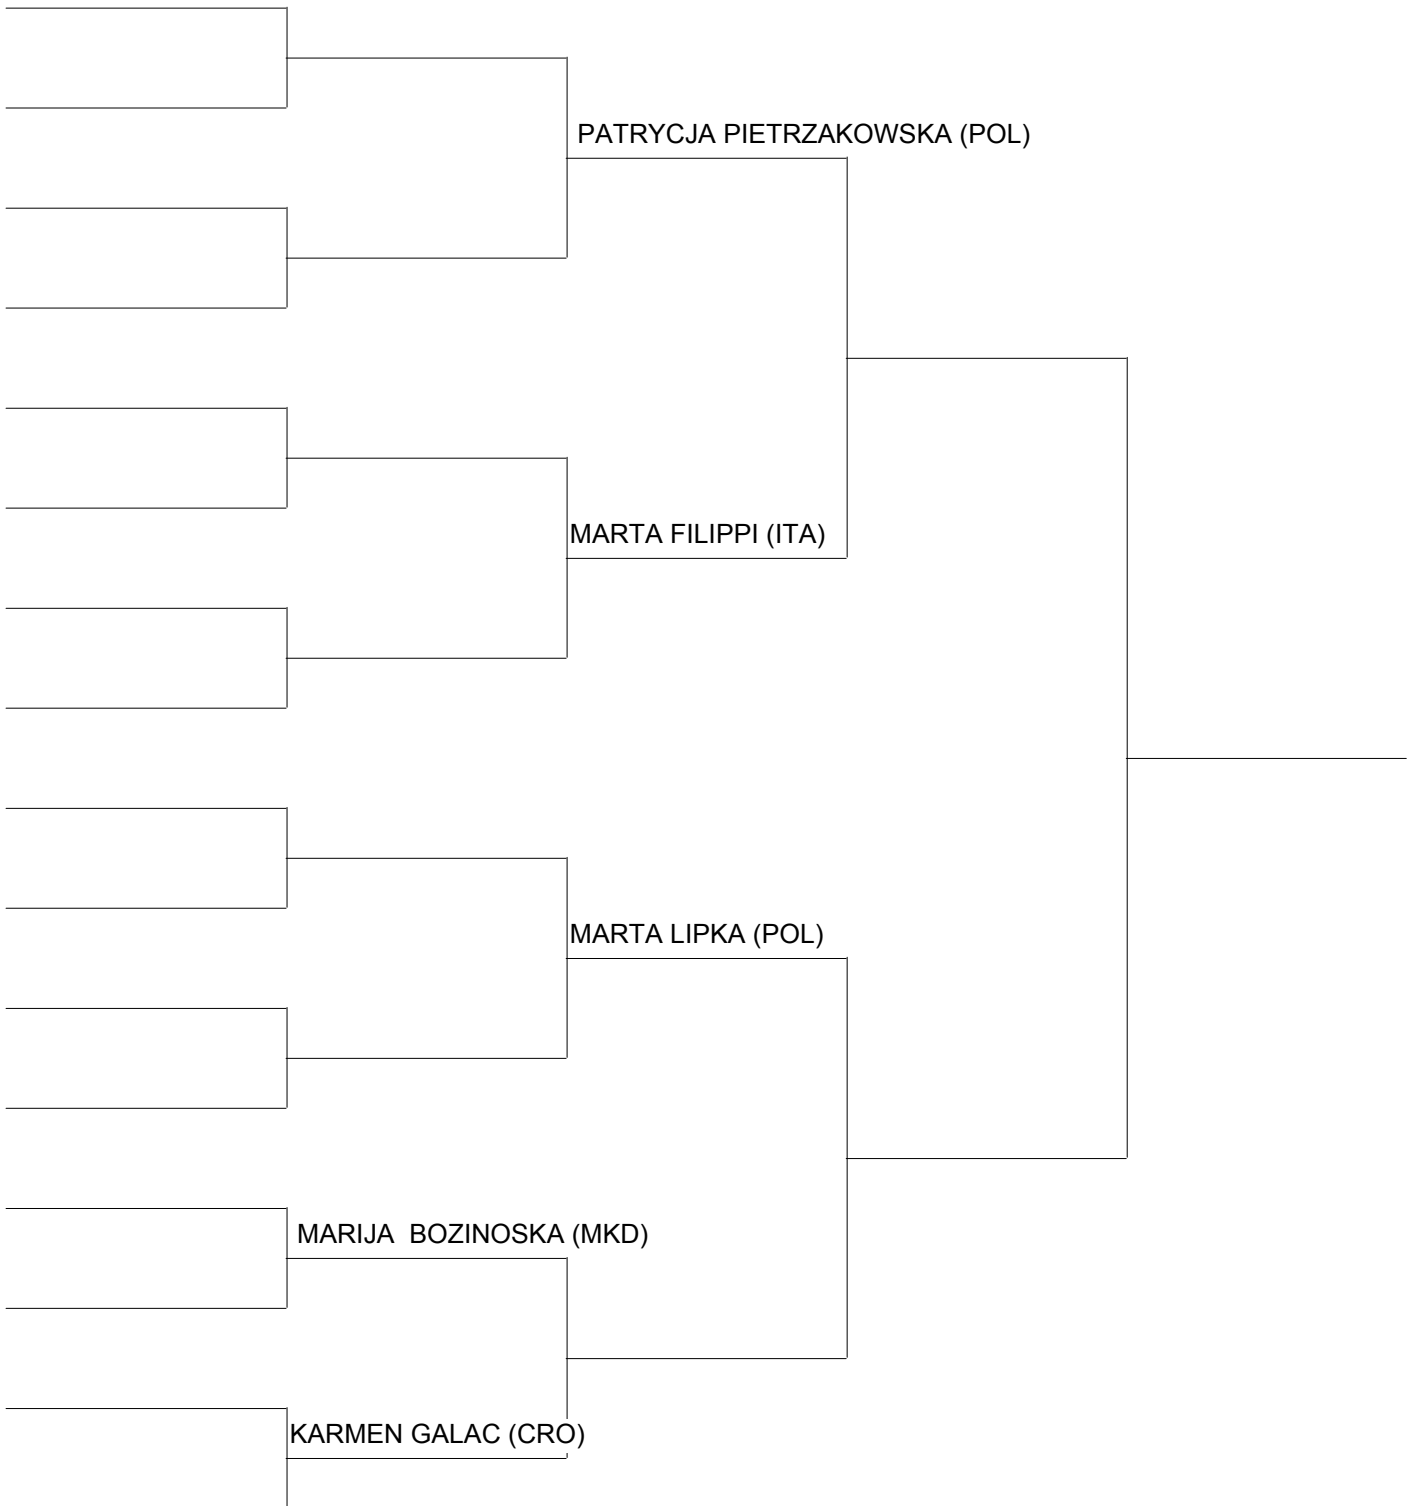 PATRYCJA PIETRZAKOWSKA (POL)
MARTA FILIPPI (ITA)
MARTA LIPKA (POL)
MARIJA  BOZINOSKA (MKD)
KARMEN GALAC (CRO)